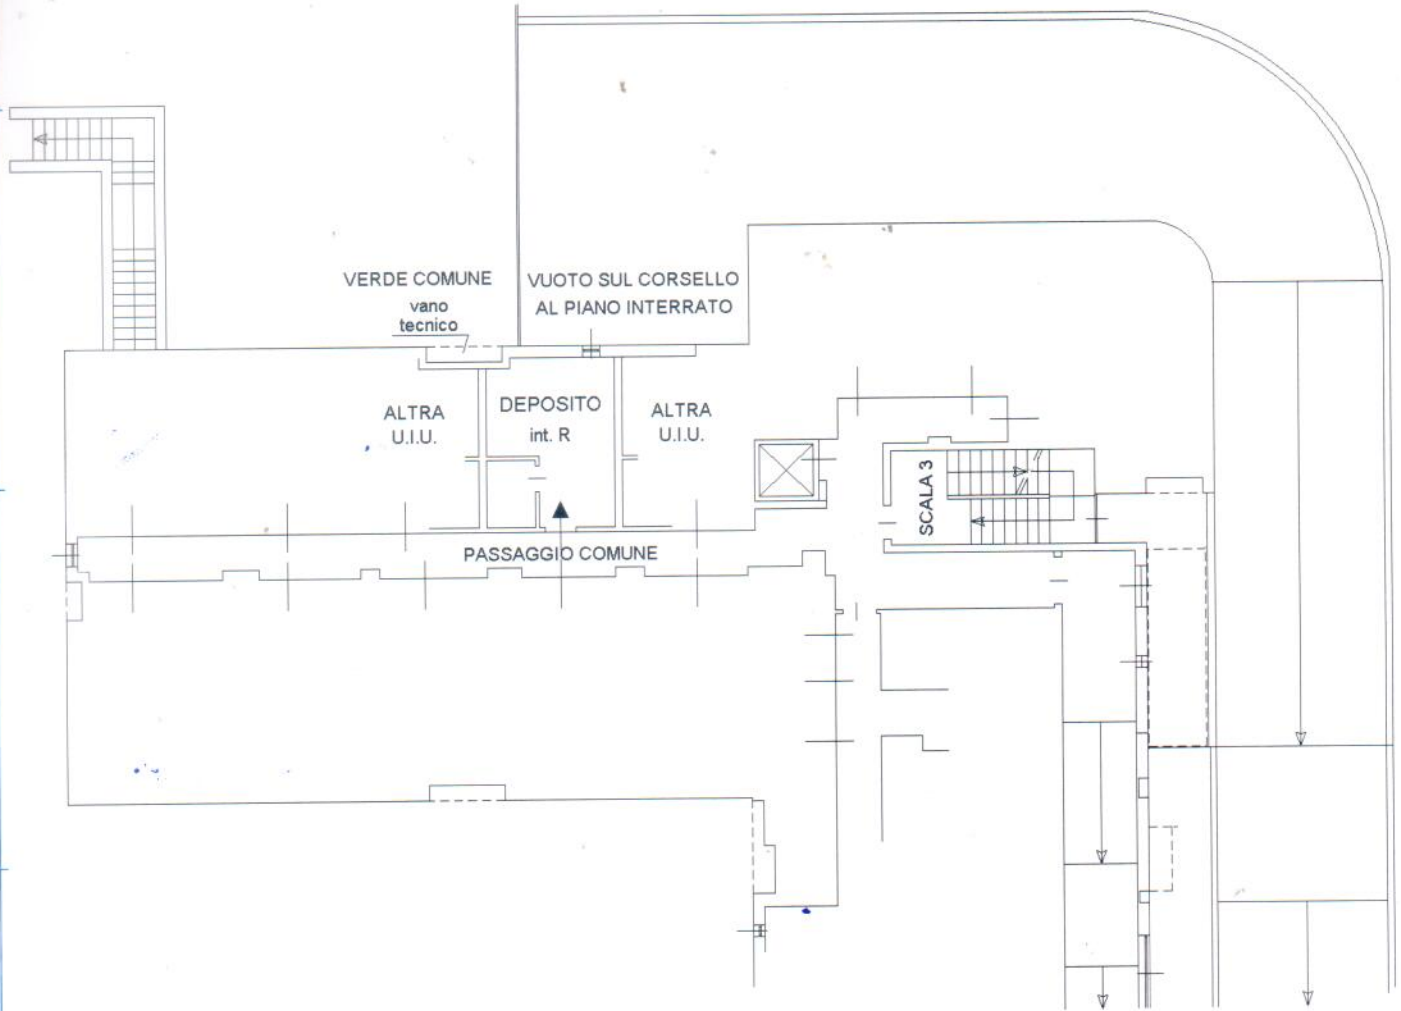 VERDE COMUNE
vano
tecnico
VUOTO SUL CORSELLO
AL PIANO INTERRATO
ALTRA
U.I.U.
DEPOSITO
int. R
ALTRA
U.I.U.
SCALA 3
PASSAGGIO COMUNE